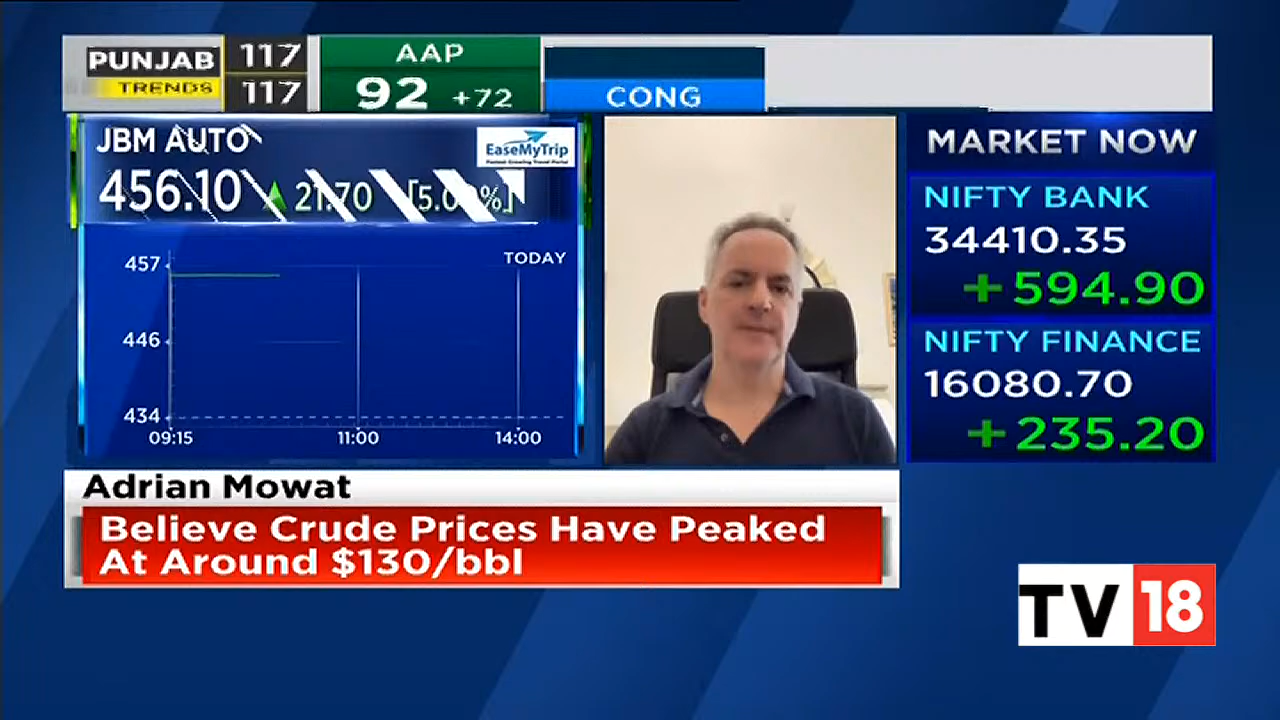 PUNJAB 117
TRENDS 117
AAP
92 +72
CONG
JBM AUTO
EaseMyTrip
456.10 ▲ 21.70
TODAY
457
446
434
09:15 11:00 14:00
MARKET NOW
NIFTY BANK
34410.35
+594.90
NIFTY FINANCE
16080.70
+235.20
Adrian Mowat
Believe Crude Prices Have Peaked
At Around $130/bbl
TV 18